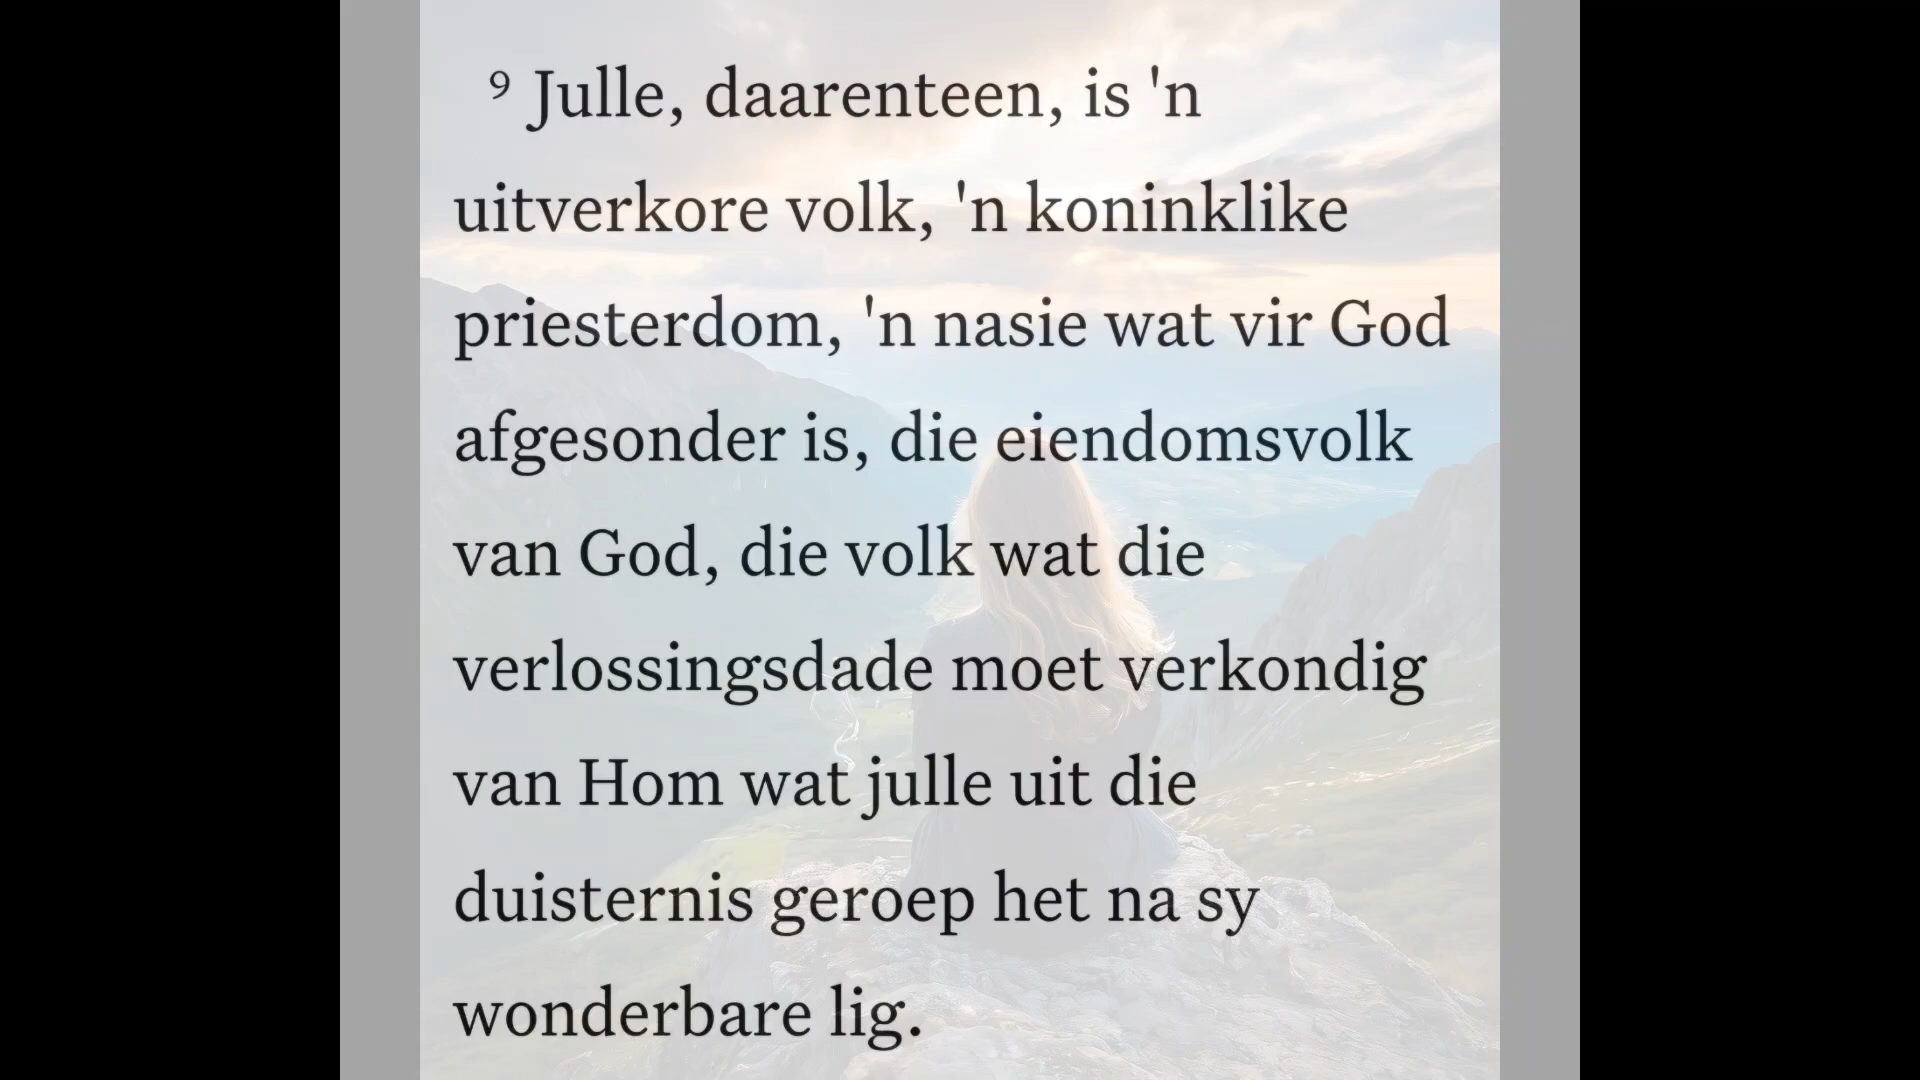 ⁹ Julle, daarenteen, is 'n
uitverkore volk, 'n koninklike
priesterdom, 'n nasie wat vir God
afgesonder is, die eiendomsvolk
van God, die volk wat die
verlossingsdade moet verkondig
van Hom wat julle uit die
duisternis geroep het na sy
wonderbare lig.